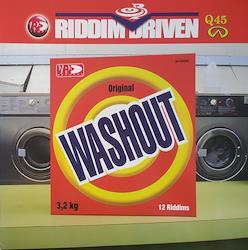 RIDDIM DRIVEN
Q45
VP
Original
WASHOUT
3,2 kg
12 Riddims